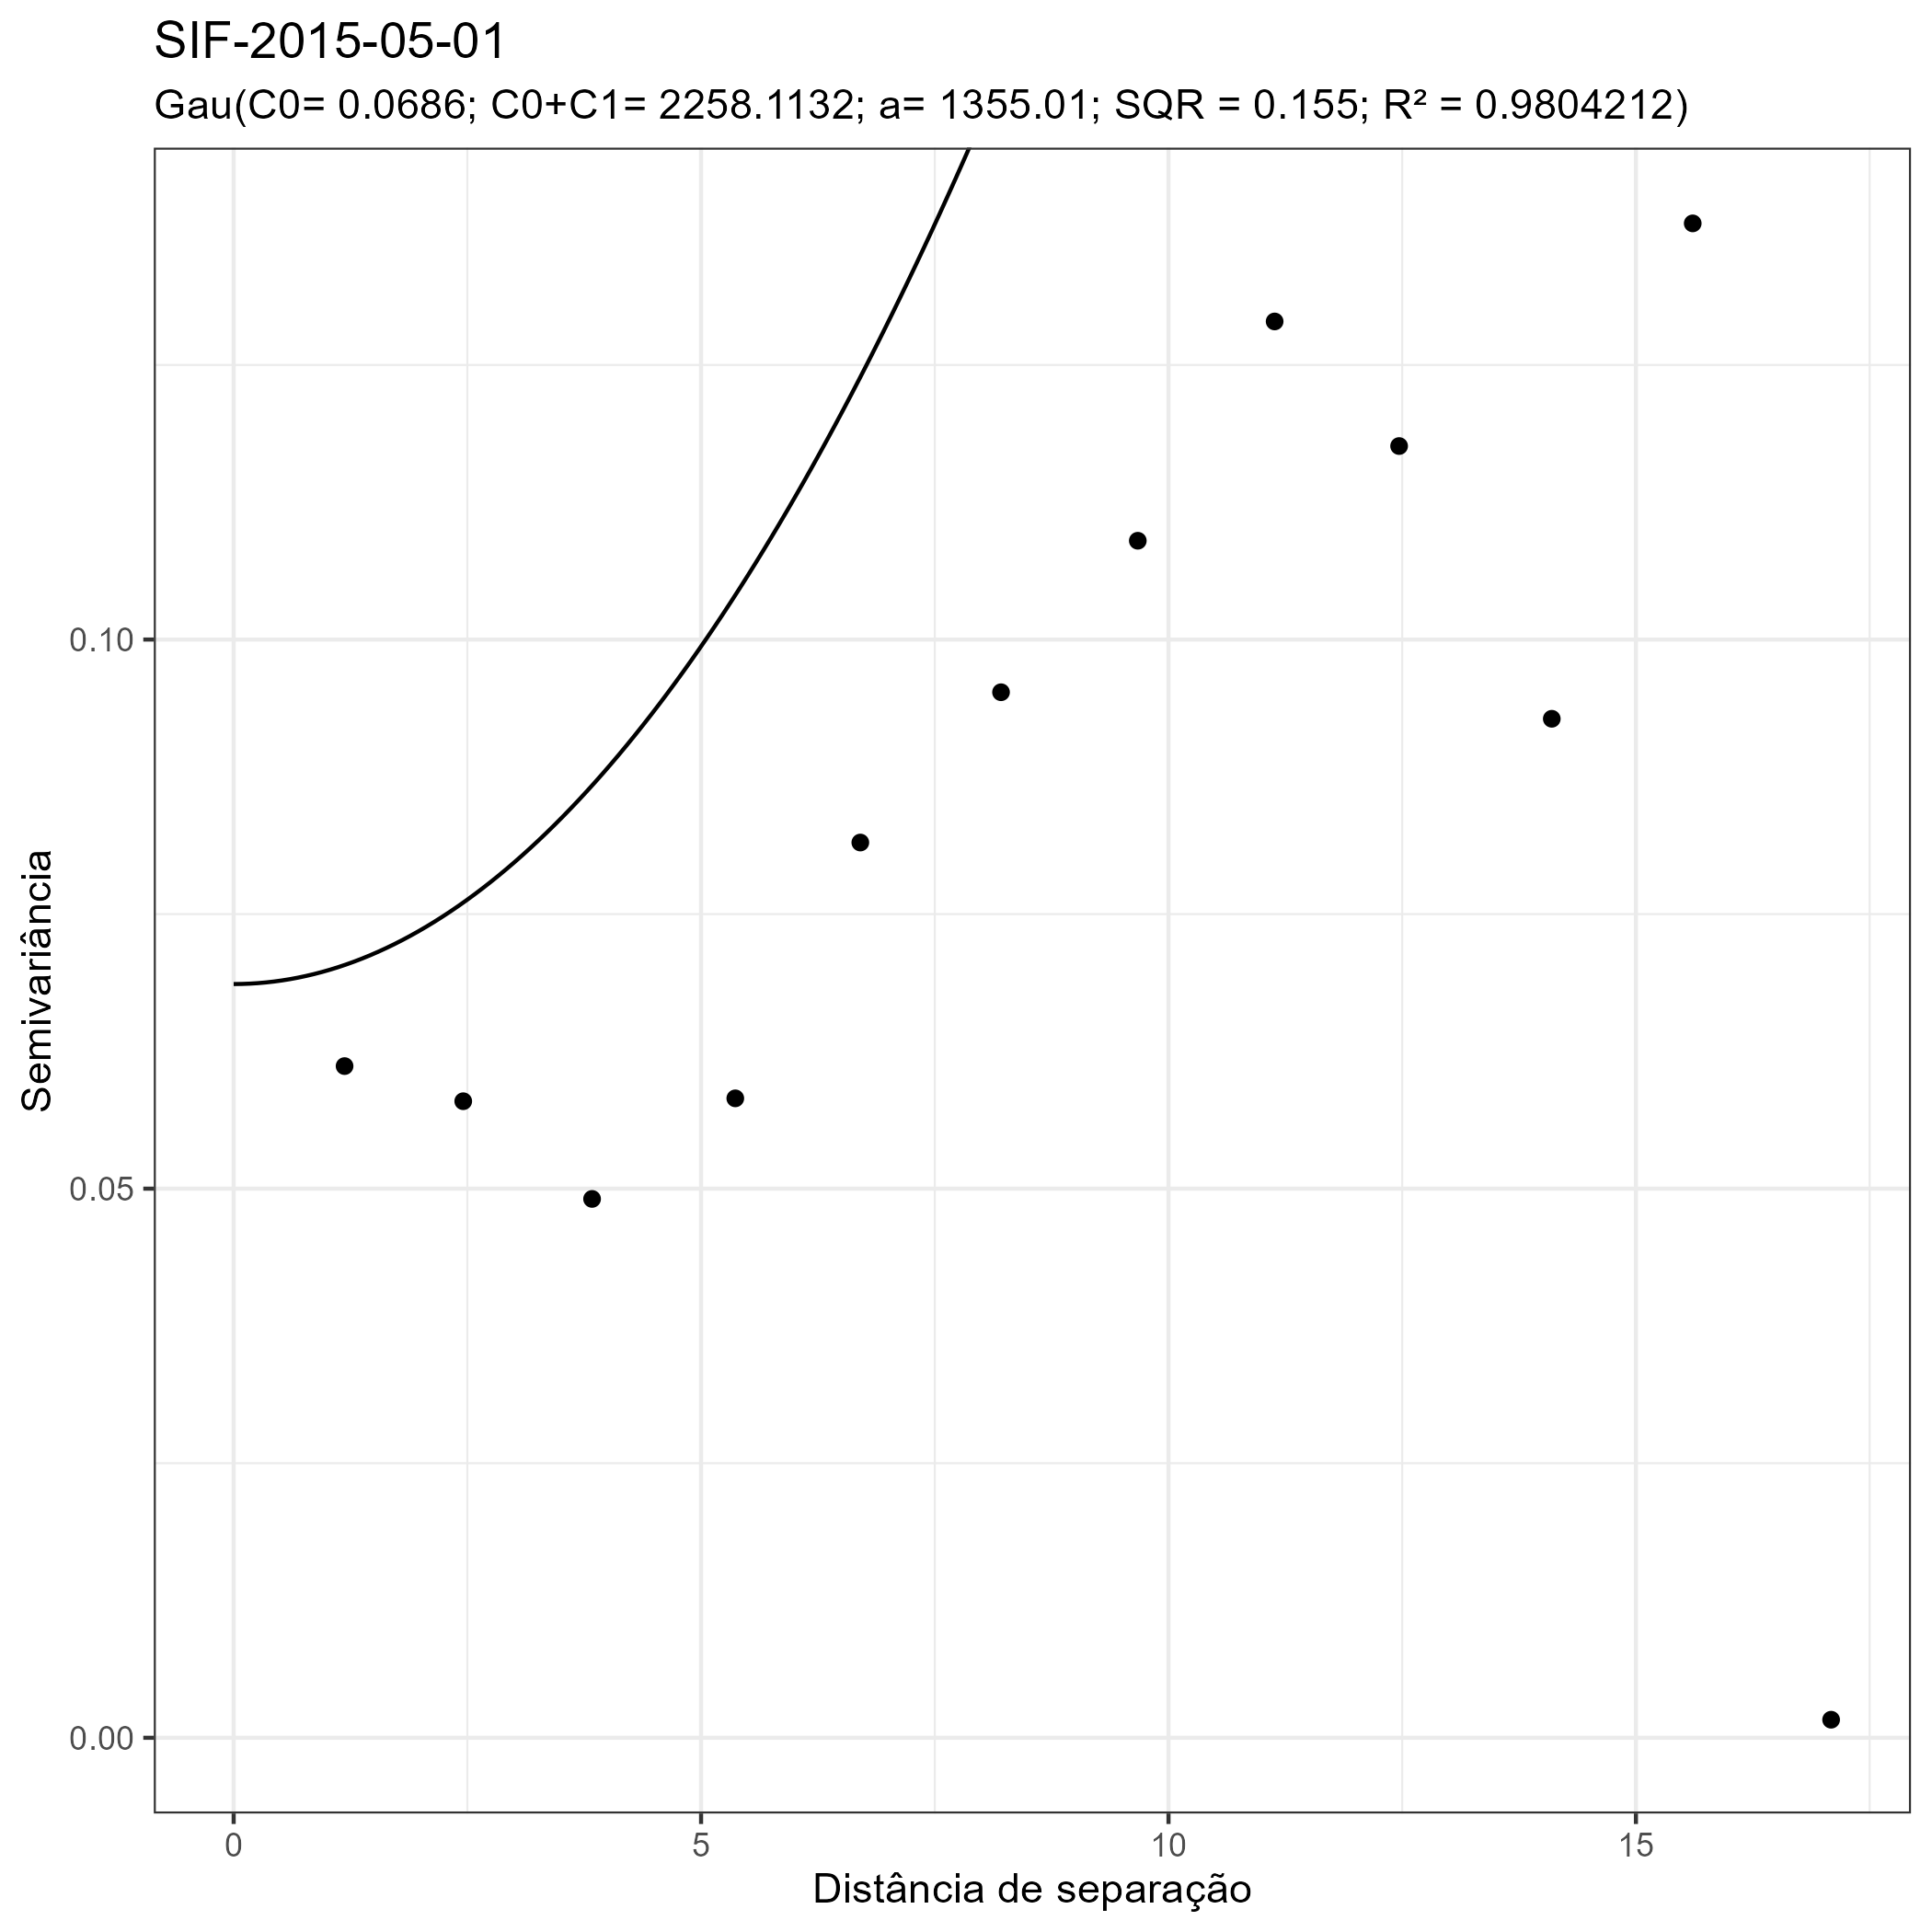 SIF-2015-05-01
Gau(C0= 0.0686; C0+C1= 2258.1132; a= 1355.01; SQR = 0.155; R² = 0.9804212)
Semivariância
0.10
0.05
0.00
0
5
10
15
Distância de separação